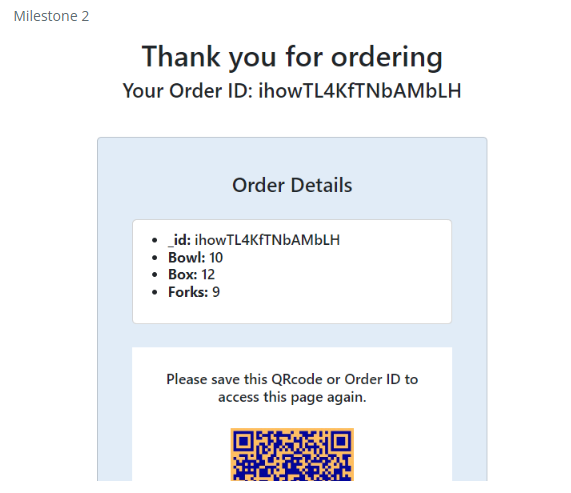 Milestone 2
Thank you for ordering
Your Order ID: ihowTL4KfTNbAMbLH
Order Details
• _id: ihowTL4KfTNbAMbLH
• Bowl: 10
• Box: 12
• Forks: 9
Please save this QRcode or Order ID to
access this page again.